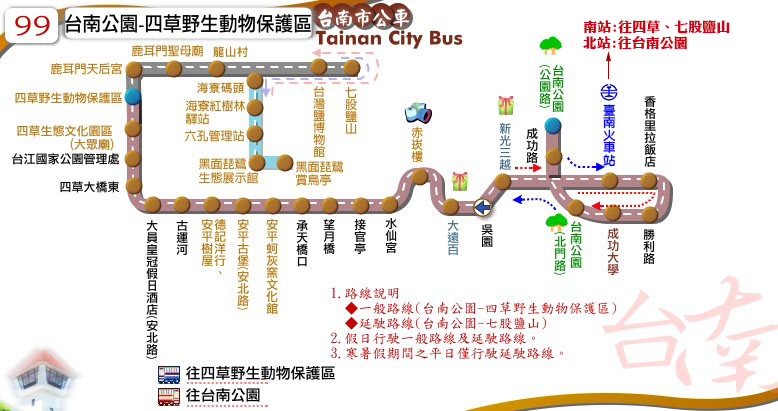 99
台南公園-四草野生動物保護區
台南市公車
Tainan City Bus
南站:往四草、七股鹽山
北站:往台南公園
鹿耳門聖母廟
龍山村
鹿耳門天后宮
四草野生動物保護區
四草生態文化園區
(大眾廟)
台江國家公園管理處
四草大橋東
海寮碼頭
海寮紅樹林
驛站
六孔管理站
黑面琵鷺
生態展示館
黑面琵鷺
賞鳥亭
台灣鹽博物館
七股鹽山
赤崁樓
新光三越
成功路
台南公園
(公園路)
臺南火車站
香格里拉飯店
大員皇冠假日酒店(安北路)
古運河
德記洋行、
安平樹屋
安平古堡(安北路)
安平蚵灰窯文化館
承天橋口
望月橋
接官亭
水仙宮
大遠百
吳園
台南公園
(北門路)
成功大學
勝利路
1.路線說明
◆一般路線(台南公園-四草野生動物保護區)
◆延駛路線(台南公園-七股鹽山)
2.假日行駛一般路線及延駛路線。
3.寒暑假期間之平日僅行駛延駛路線。
往四草野生動物保護區
往台南公園
台南